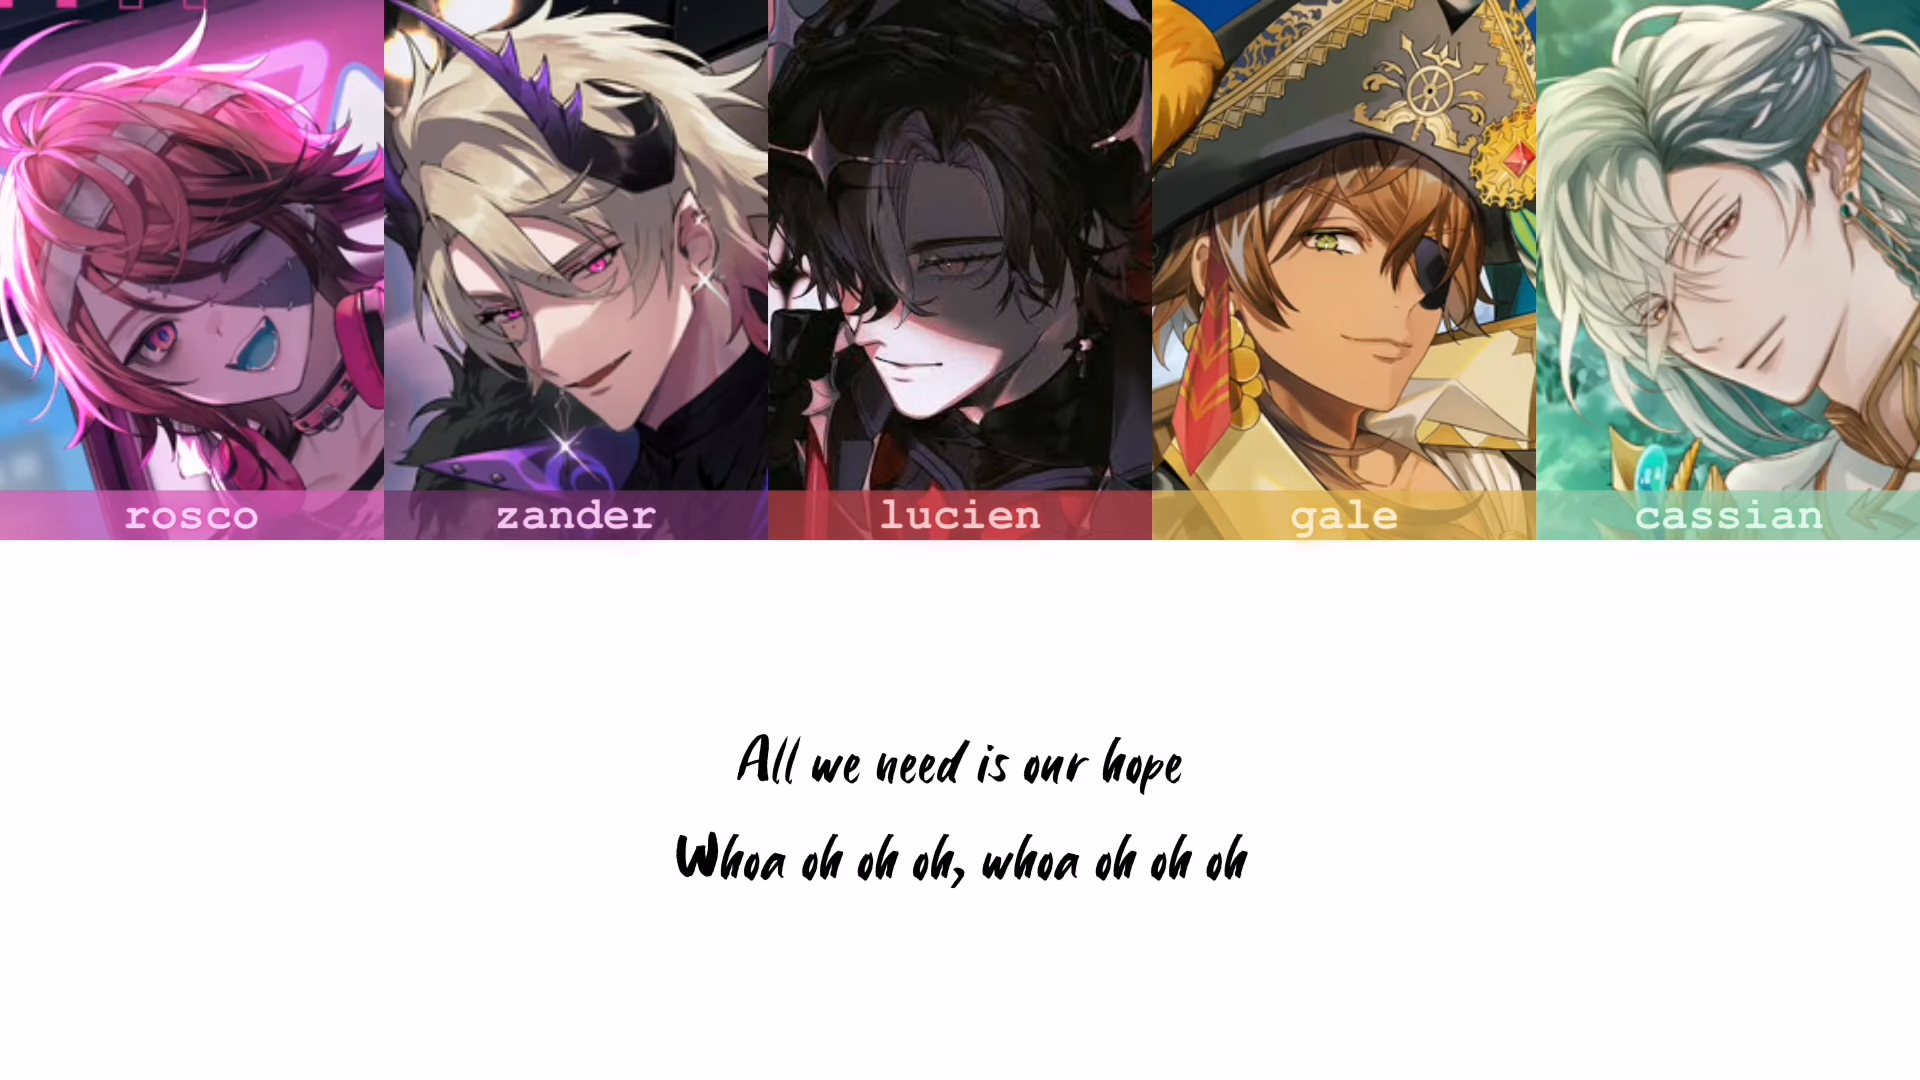 rosco
zander
lucien
gale
cassian
All we need is our hope
Whoa oh oh oh, whoa oh oh oh